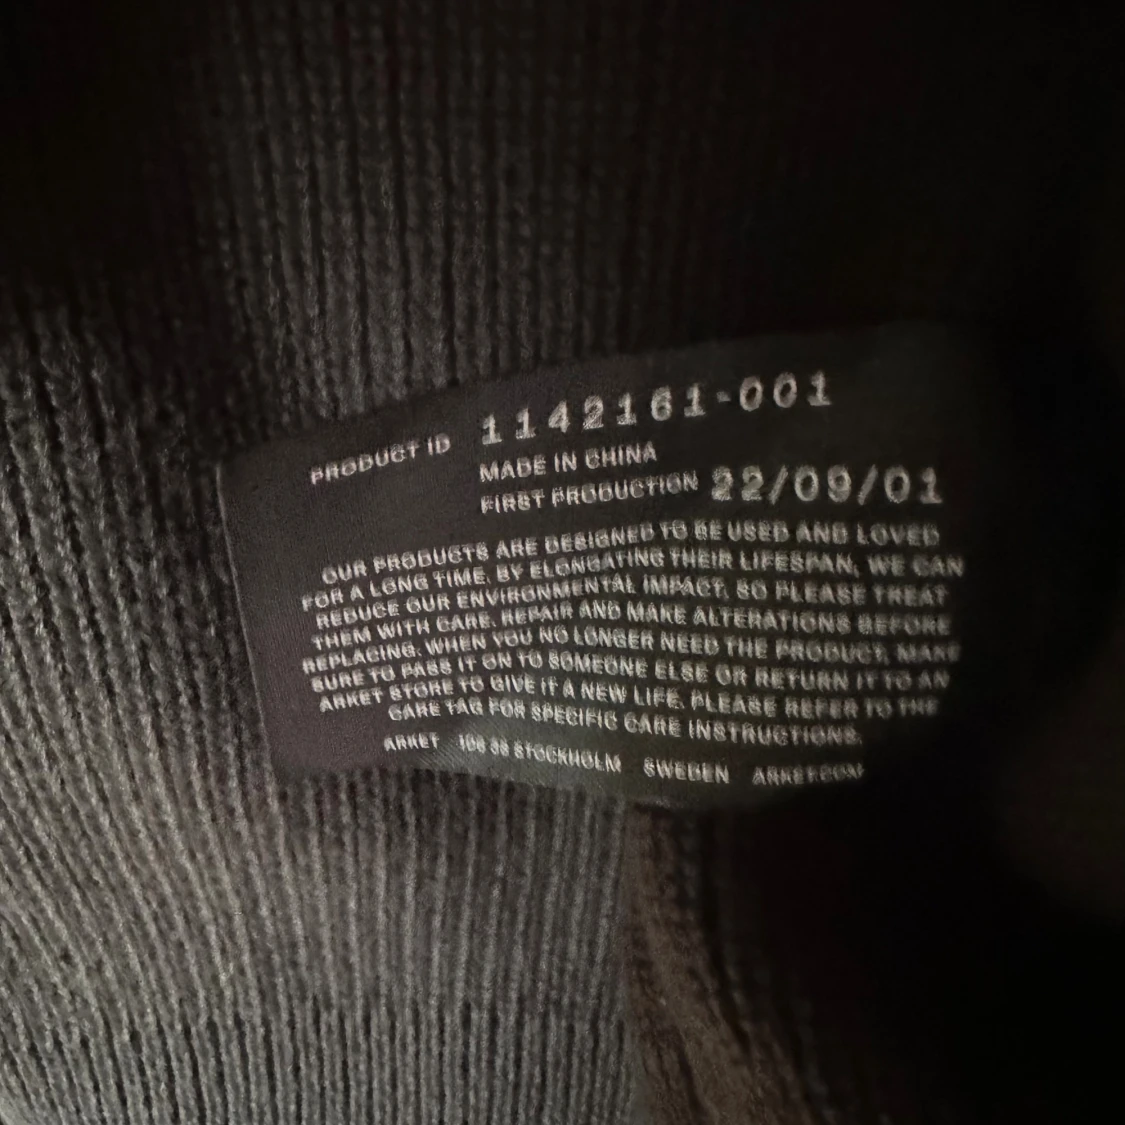 PRODUCT ID 1142161-001
MADE IN CHINA
FIRST PRODUCTION 22/09/01
OUR PRODUCTS ARE DESIGNED TO BE USED AND LOVED
FOR A LONG TIME. BY ELONGATING THEIR LIFESPAN, WE CAN
REDUCE OUR ENVIRONMENTAL IMPACT, SO PLEASE TREAT
THEM WITH CARE. REPAIR AND MAKE ALTERATIONS BEFORE
REPLACING. WHEN YOU NO LONGER NEED THE PRODUCT, MAKE
SURE TO PASS IT ON TO SOMEONE ELSE OR RETURN IT TO AN
ARKET STORE TO GIVE IT A NEW LIFE. PLEASE REFER TO THE
CARE TAG FOR SPECIFIC CARE INSTRUCTIONS.
ARKET 106 38 STOCKHOLM SWEDEN ARKET.COM